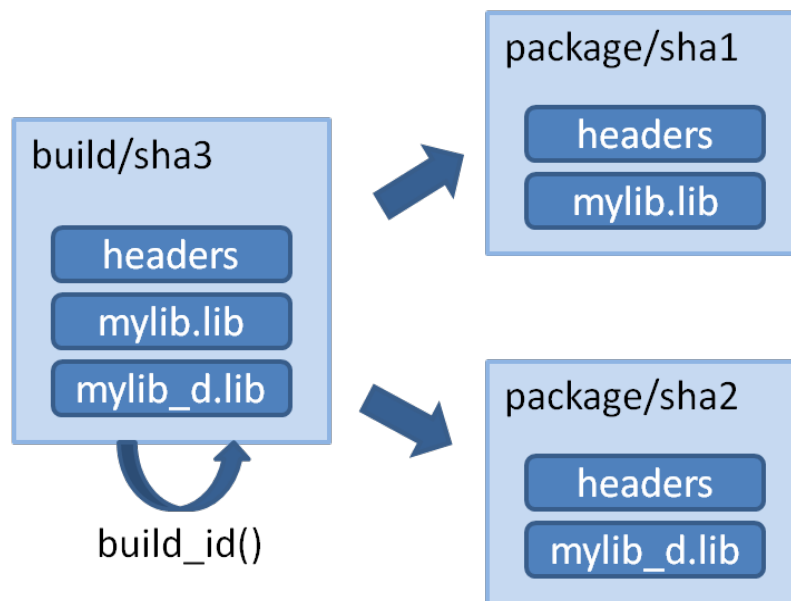 build/sha3
headers
mylib.lib
mylib_d.lib
build_id()
package/sha1
headers
mylib.lib
package/sha2
headers
mylib_d.lib